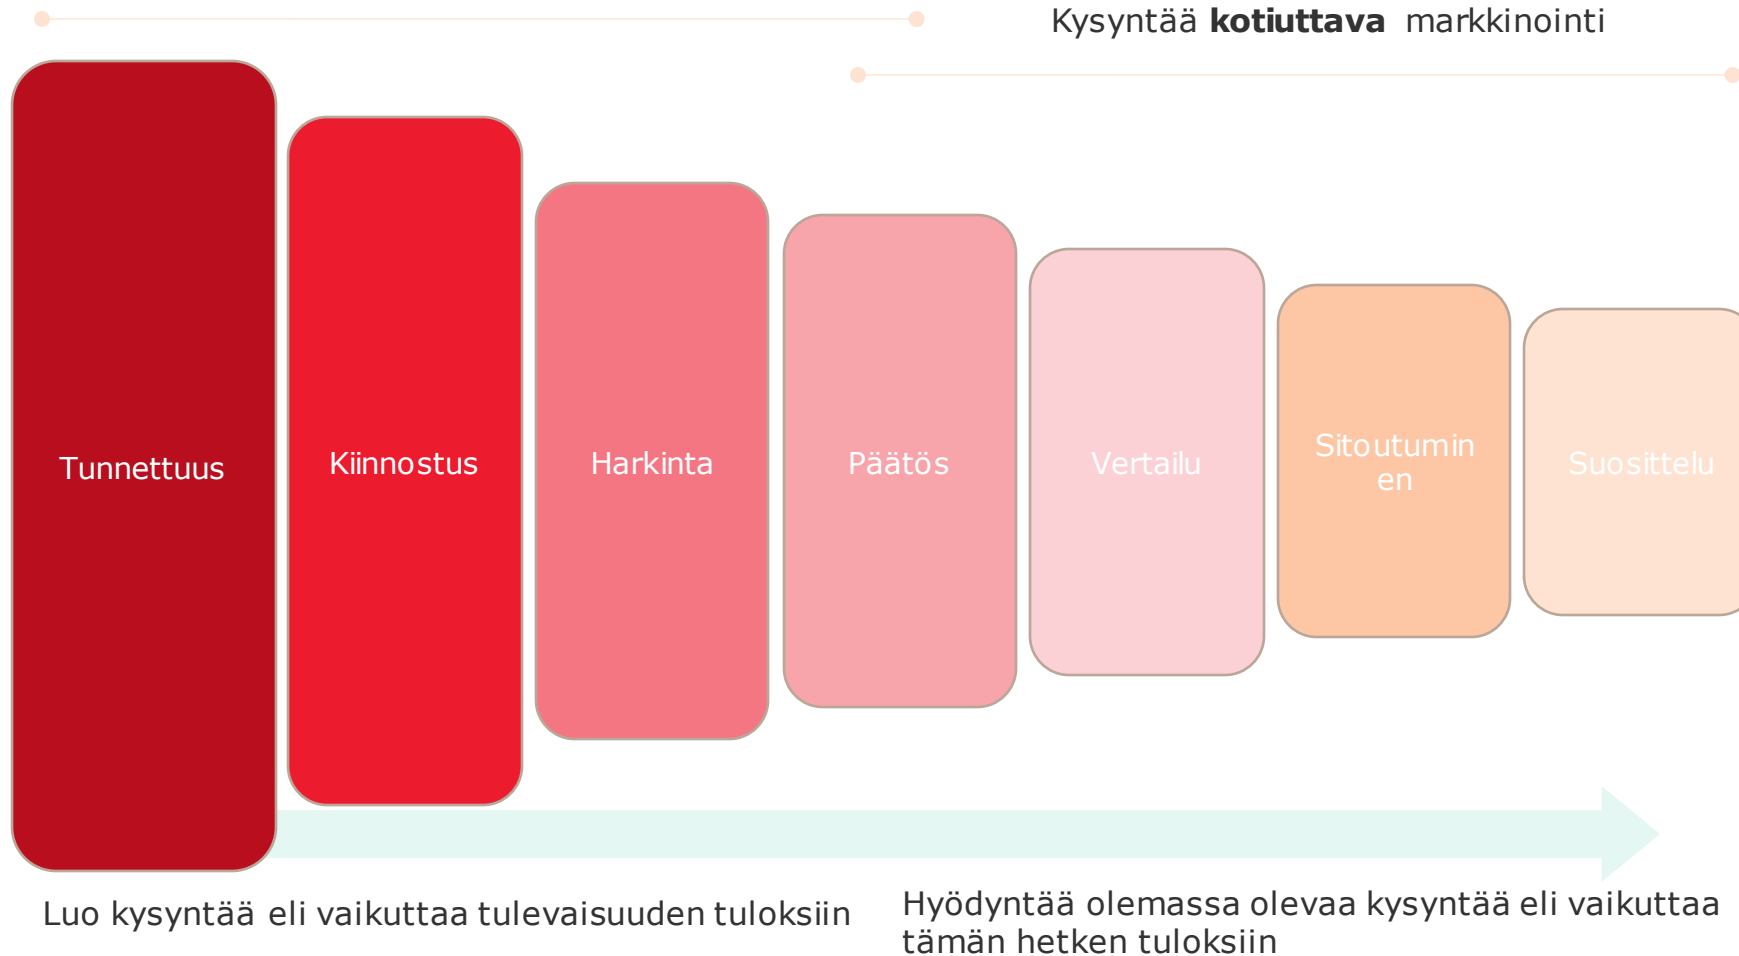 Kysyntää kotiuttava markkinointi
Tunnettuus
Kiinnostus
Harkinta
Päätös
Vertailu
Sitoutumin
en
Suosittelu
Luo kysyntää eli vaikuttaa tulevaisuuden tuloksiin
Hyödyntää olemassa olevaa kysyntää eli vaikuttaa
tämän hetken tuloksiin